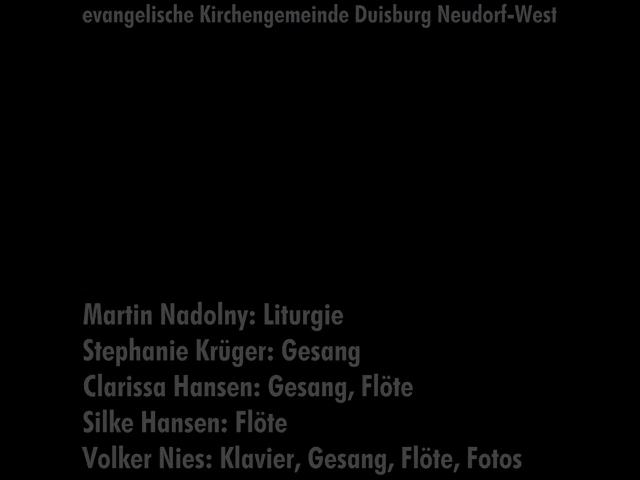 evangelische Kirchengemeinde Duisburg Neudorf-West
Martin Nadolny: Liturgie
Stephanie Krüger: Gesang
Clarissa Hansen: Gesang, Flöte
Silke Hansen: Flöte
Volker Nies: Klavier, Gesang, Flöte, Fotos